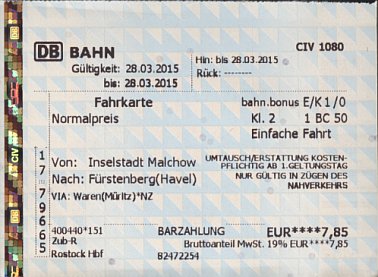 DB BAHN
CIV 1080
Gültigkeit: 28.03.2015
bis: 28.03.2015
Hin: bis 28.03.2015
Rück: --------
Fahrkarte
Normalpreis
bahn.bonus E/K 1/0
Kl. 2 1 BC 50
Einfache Fahrt
Von: Inselstadt Malchow
Nach: Fürstenberg(Havel)
VIA: Waren(Müritz)*NZ
UMTAUSCH/ERSTATTUNG KOSTEN-
PFLICHTIG AB 1.GELTUNGSTAG
NUR GÜLTIG IN ZÜGEN DES
NAHVERKEHRS
400440*151
Zub-R
Rostock Hbf
BARZAHLUNG
EUR****7,85
Bruttoanteil MwSt. 19% EUR****7,85
82472254
CIV